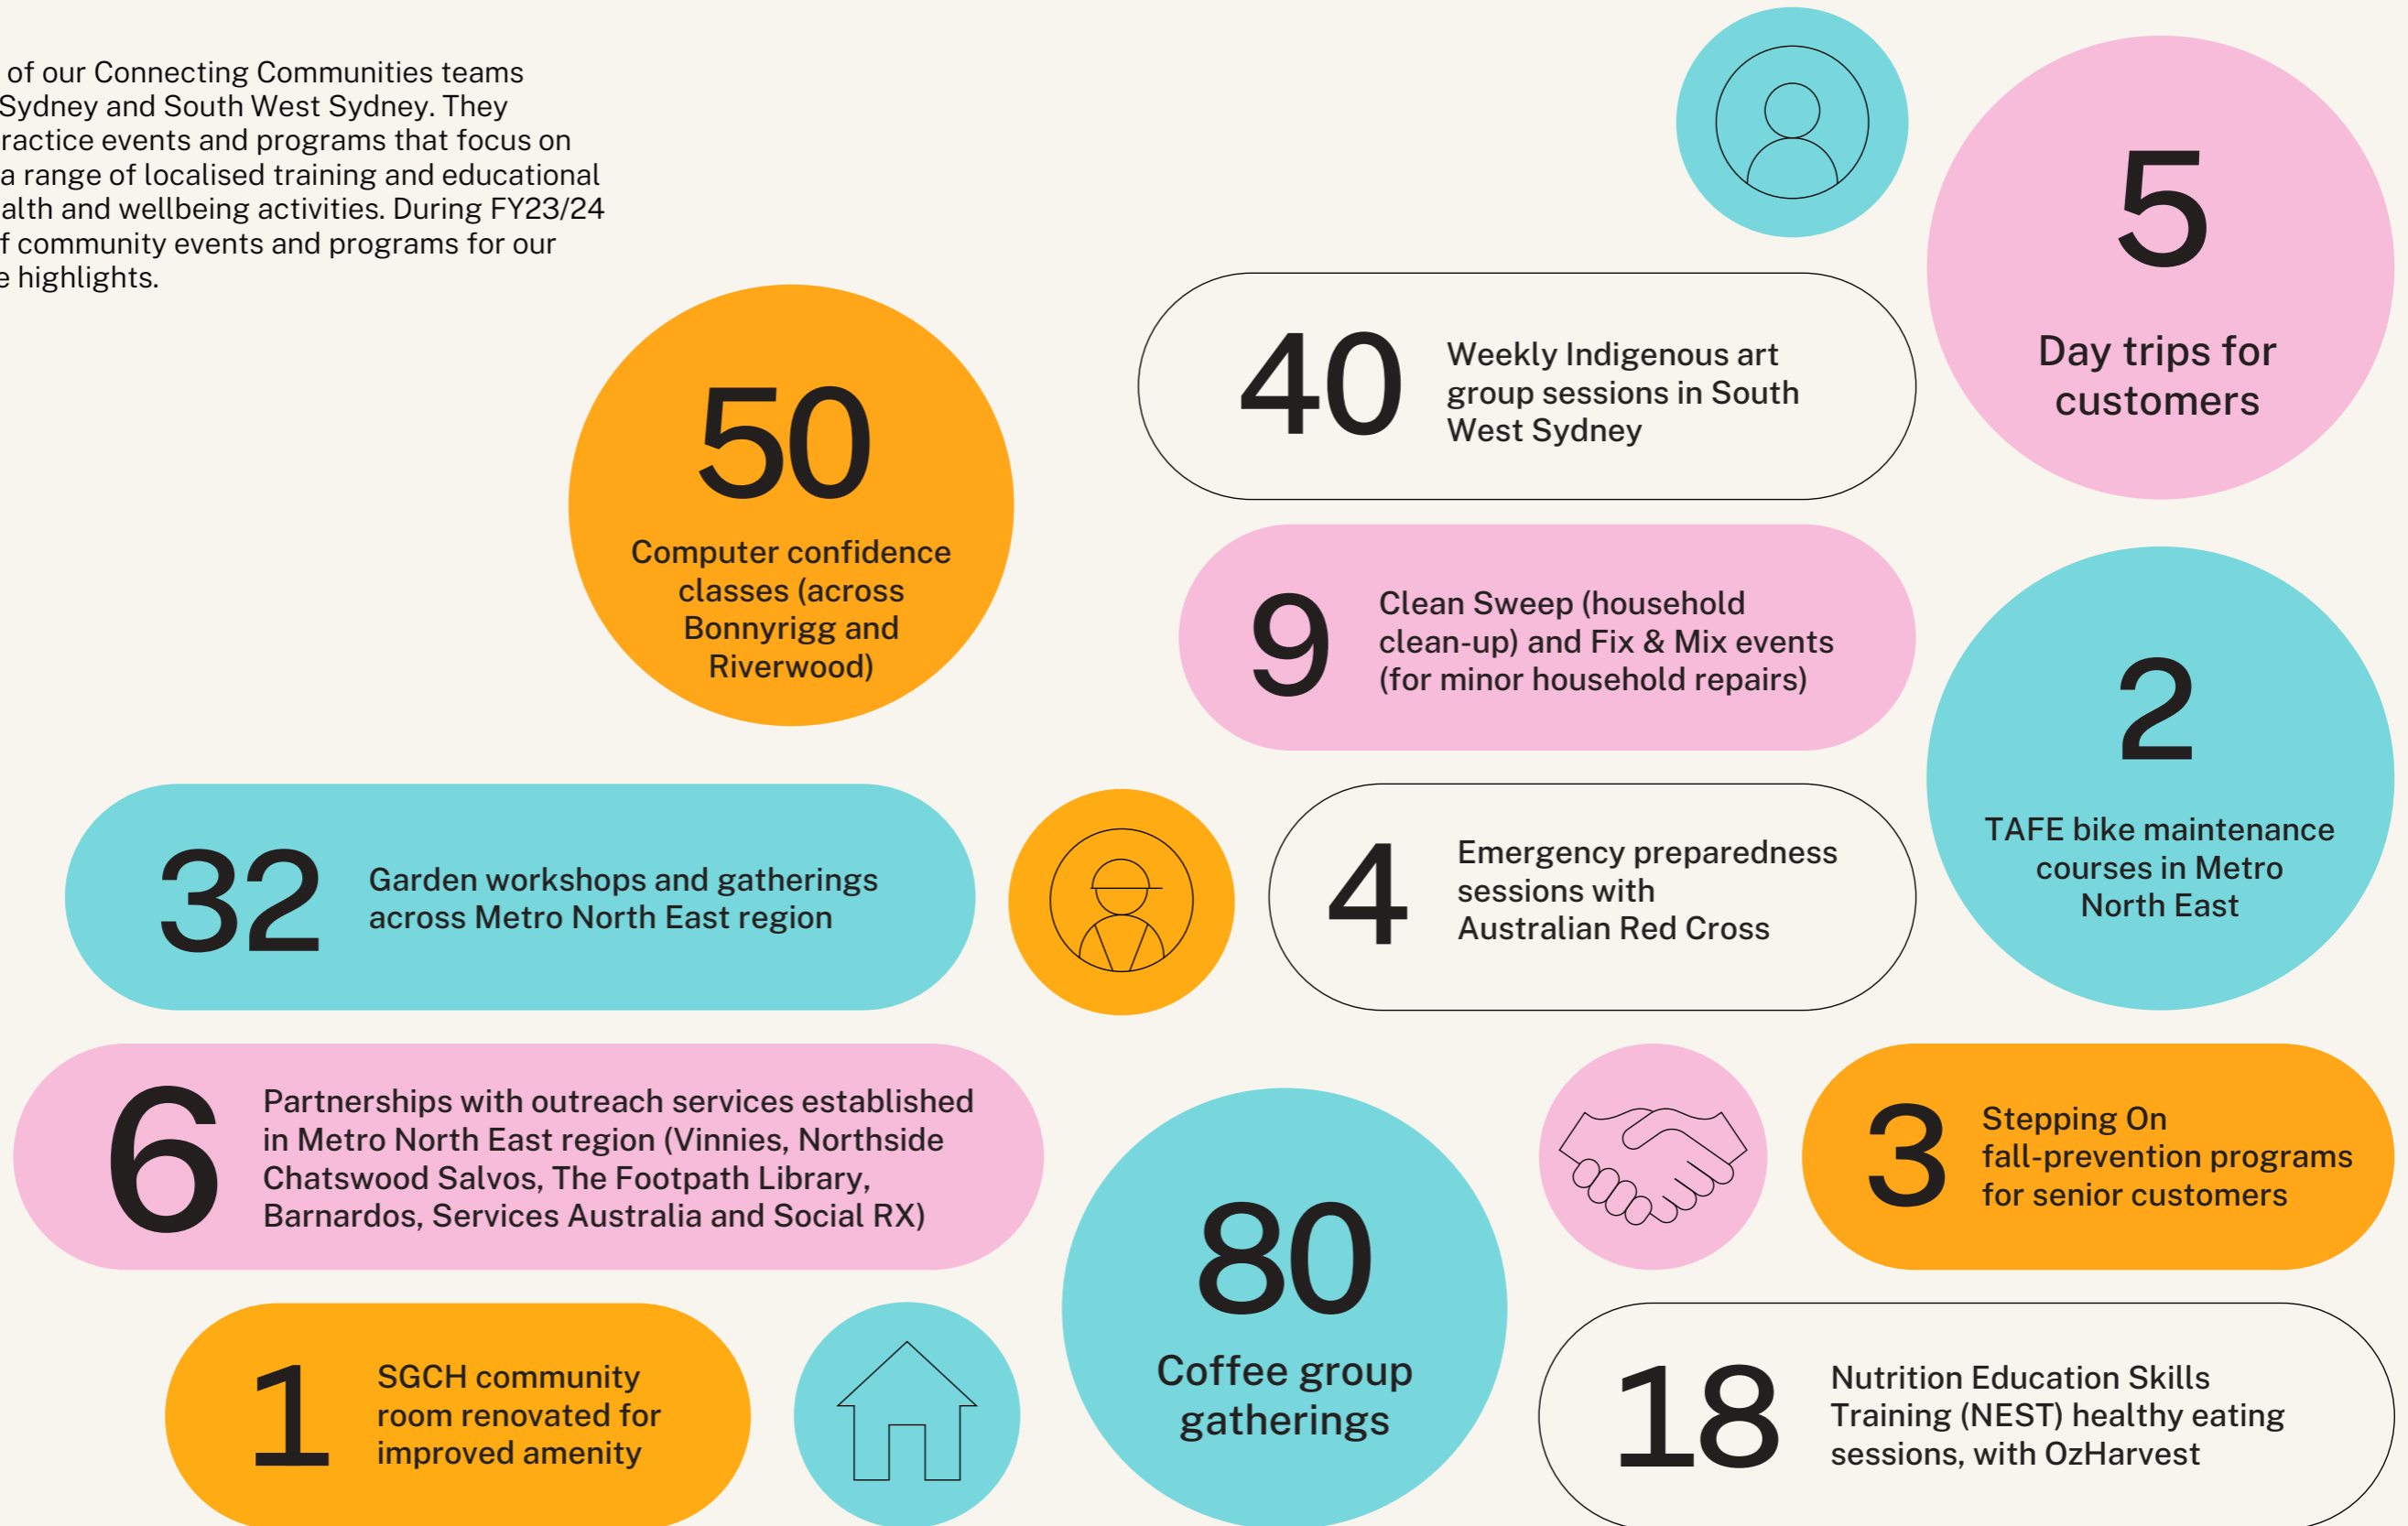 of our Connecting Communities teams
Sydney and South West Sydney. They
practice events and programs that focus on
a range of localised training and educational
alth and wellbeing activities. During FY23/24
f community events and programs for our
e highlights.
5
Day trips for
customers
40
Weekly Indigenous art
group sessions in South
West Sydney
50
Computer confidence
classes (across
Bonnyrigg and
Riverwood)
9
Clean Sweep (household
clean-up) and Fix & Mix events
(for minor household repairs)
2
TAFE bike maintenance
courses in Metro
North East
32
Garden workshops and gatherings
across Metro North East region
4
Emergency preparedness
sessions with
Australian Red Cross
6
Partnerships with outreach services established
in Metro North East region (Vinnies, Northside
Chatswood Salvos, The Footpath Library,
Barnardos, Services Australia and Social RX)
80
Coffee group
gatherings
3
Stepping On
fall-prevention programs
for senior customers
1
SGCH community
room renovated for
improved amenity
18
Nutrition Education Skills
Training (NEST) healthy eating
sessions, with OzHarvest